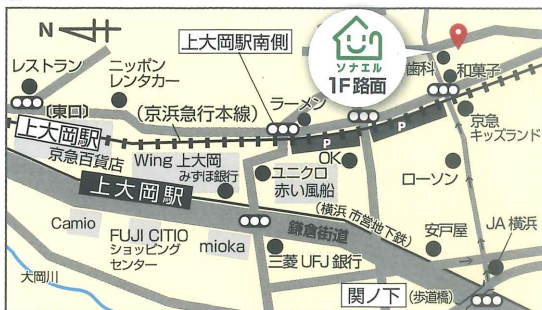 N
上大岡駅南側
ソナエル
1F路面
レストラン
ニッポン
レンタカー
歯科
和菓子
(東口)
(京浜急行本線)
ラーメン
P
P
京急
キッズランド
上大岡駅
京急百貨店
Wing 上大岡
みずほ銀行
ユニクロ
赤い風船
OK
ローソン
上大岡駅
(横浜市営地下鉄)
Camio
FUJI CITIO
ショッピング
センター
mioka
鎌倉街道
安戸屋
JA横浜
大岡川
三菱UFJ銀行
関ノ下
(歩道橋)